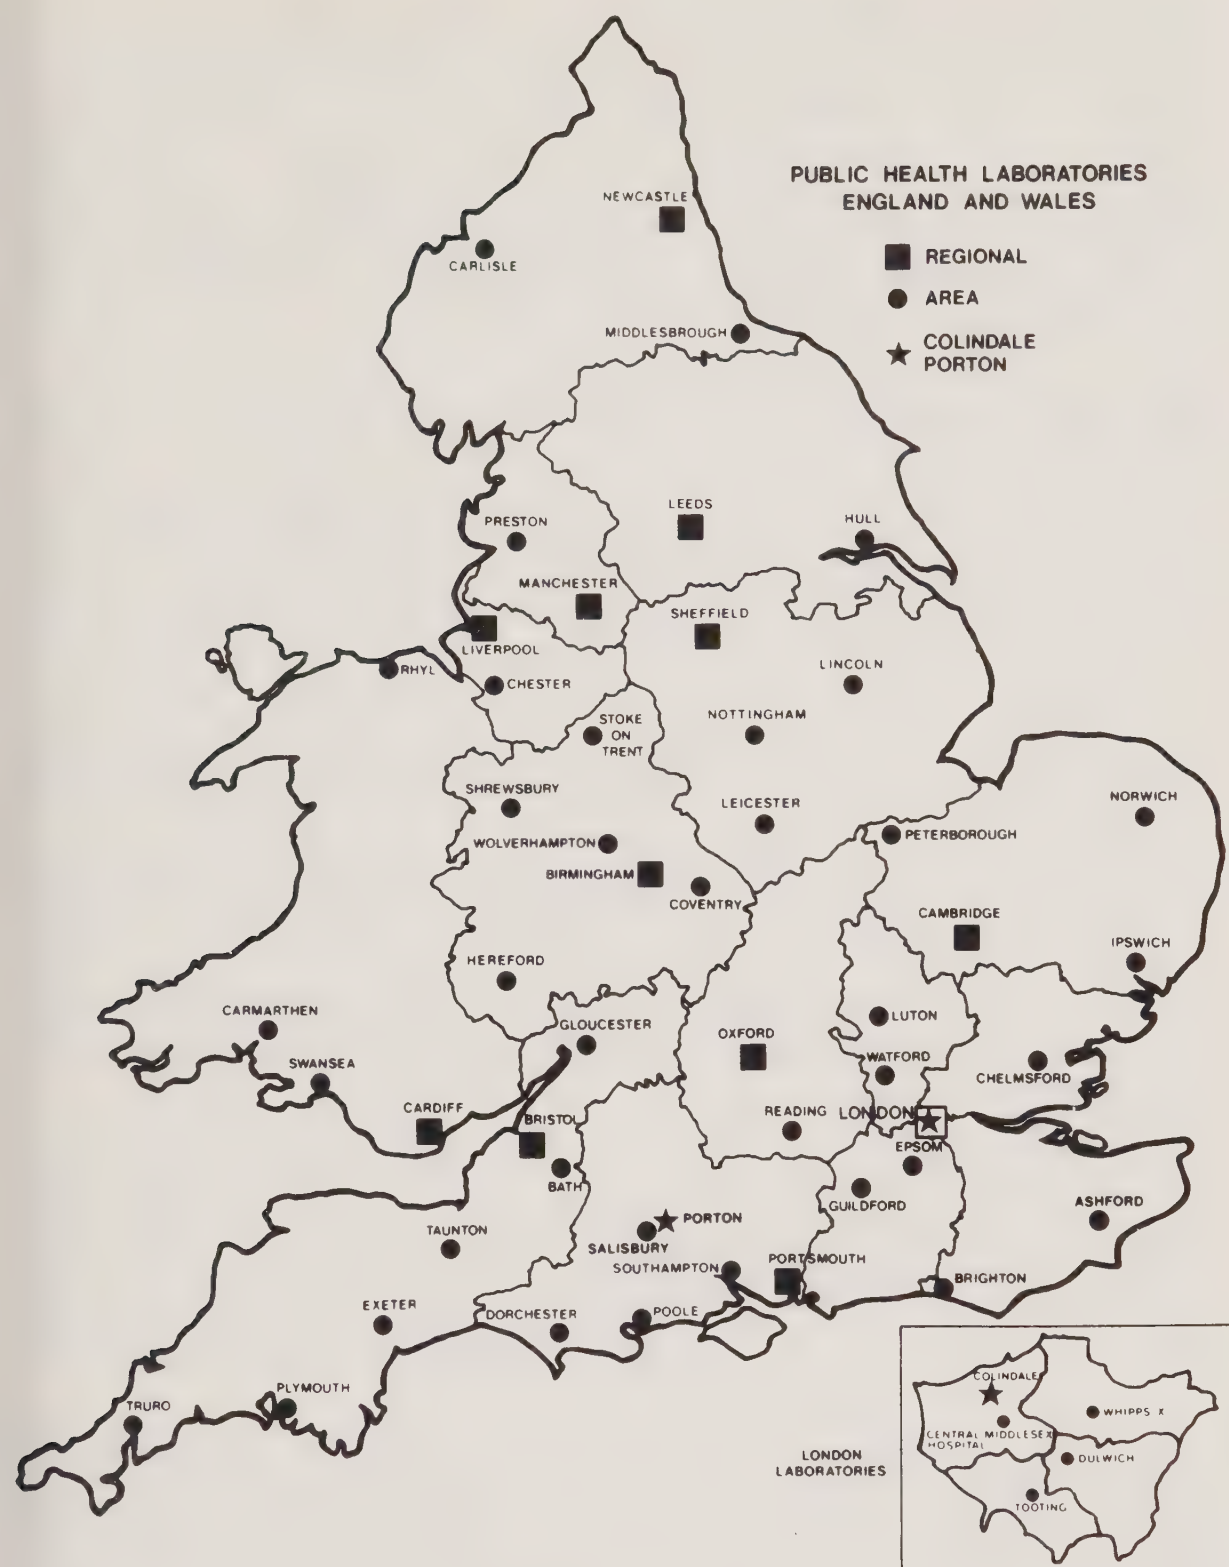 PUBLIC HEALTH LABORATORIES
ENGLAND AND WALES
REGIONAL
AREA
COLINDALE
PORTON
NEWCASTLE
CARLISLE
MIDDLESBROUGH
LEEDS
HULL
PRESTON
MANCHESTER
SHEFFIELD
LIVERPOOL
RHYL
CHESTER
LINCOLN
STOKE
ON
TRENT
NOTTINGHAM
SHREWSBURY
LEICESTER
NORWICH
WOLVERHAMPTON
PETERBOROUGH
BIRMINGHAM
COVENTRY
CAMBRIDGE
IPSWICH
HEREFORD
CARMARTHEN
GLOUCESTER
LUTON
OXFORD
SWANSEA
WATFORD
CHELMSFORD
CARDIFF
BRISTOL
READING
LONDON
EPSOM
BATH
GUILDFORD
ASHFORD
PORTON
TAUNTON
SALISBURY
SOUTHAMPTON
PORTSMOUTH
BRIGHTON
EXETER
DORCHESTER
POOLE
PLYMOUTH
TRURO
LONDON
LABORATORIES
COLINDALE
WHIPPS X
CENTRAL MIDDLESEX
HOSPITAL
DULWICH
TOOTING